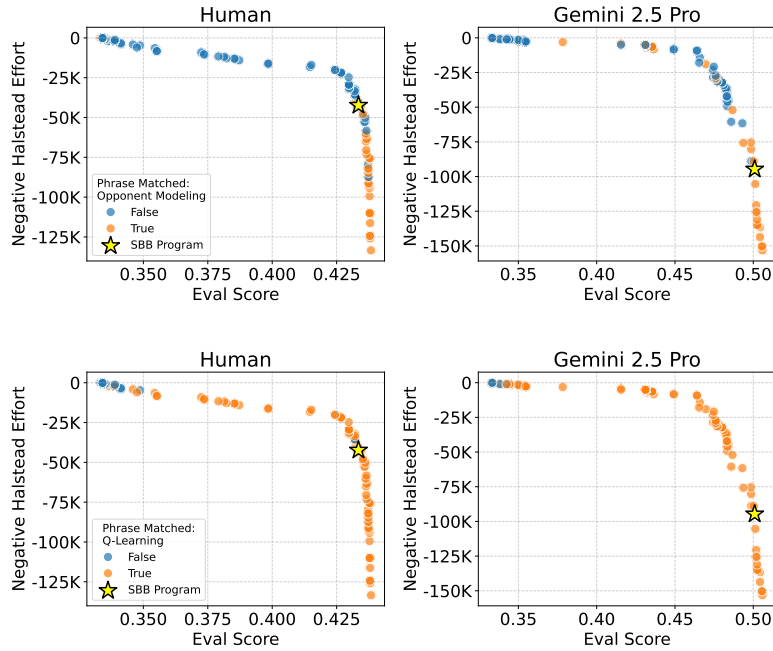 Human
Negative Halstead Effort
0
-25K
-50K
-75K
-100K
-125K
Phrase Matched:
Opponent Modeling
False
True
SBB Program
0.350
0.375
0.400
0.425
Eval Score
Gemini 2.5 Pro
Negative Halstead Effort
0
-25K
-50K
-75K
-100K
-125K
-150K
0.35
0.40
0.45
0.50
Eval Score
Human
Negative Halstead Effort
0
-25K
-50K
-75K
-100K
-125K
Phrase Matched:
Q-Learning
False
True
SBB Program
0.350
0.375
0.400
0.425
Eval Score
Gemini 2.5 Pro
Negative Halstead Effort
0
-25K
-50K
-75K
-100K
-125K
-150K
0.35
0.40
0.45
0.50
Eval Score